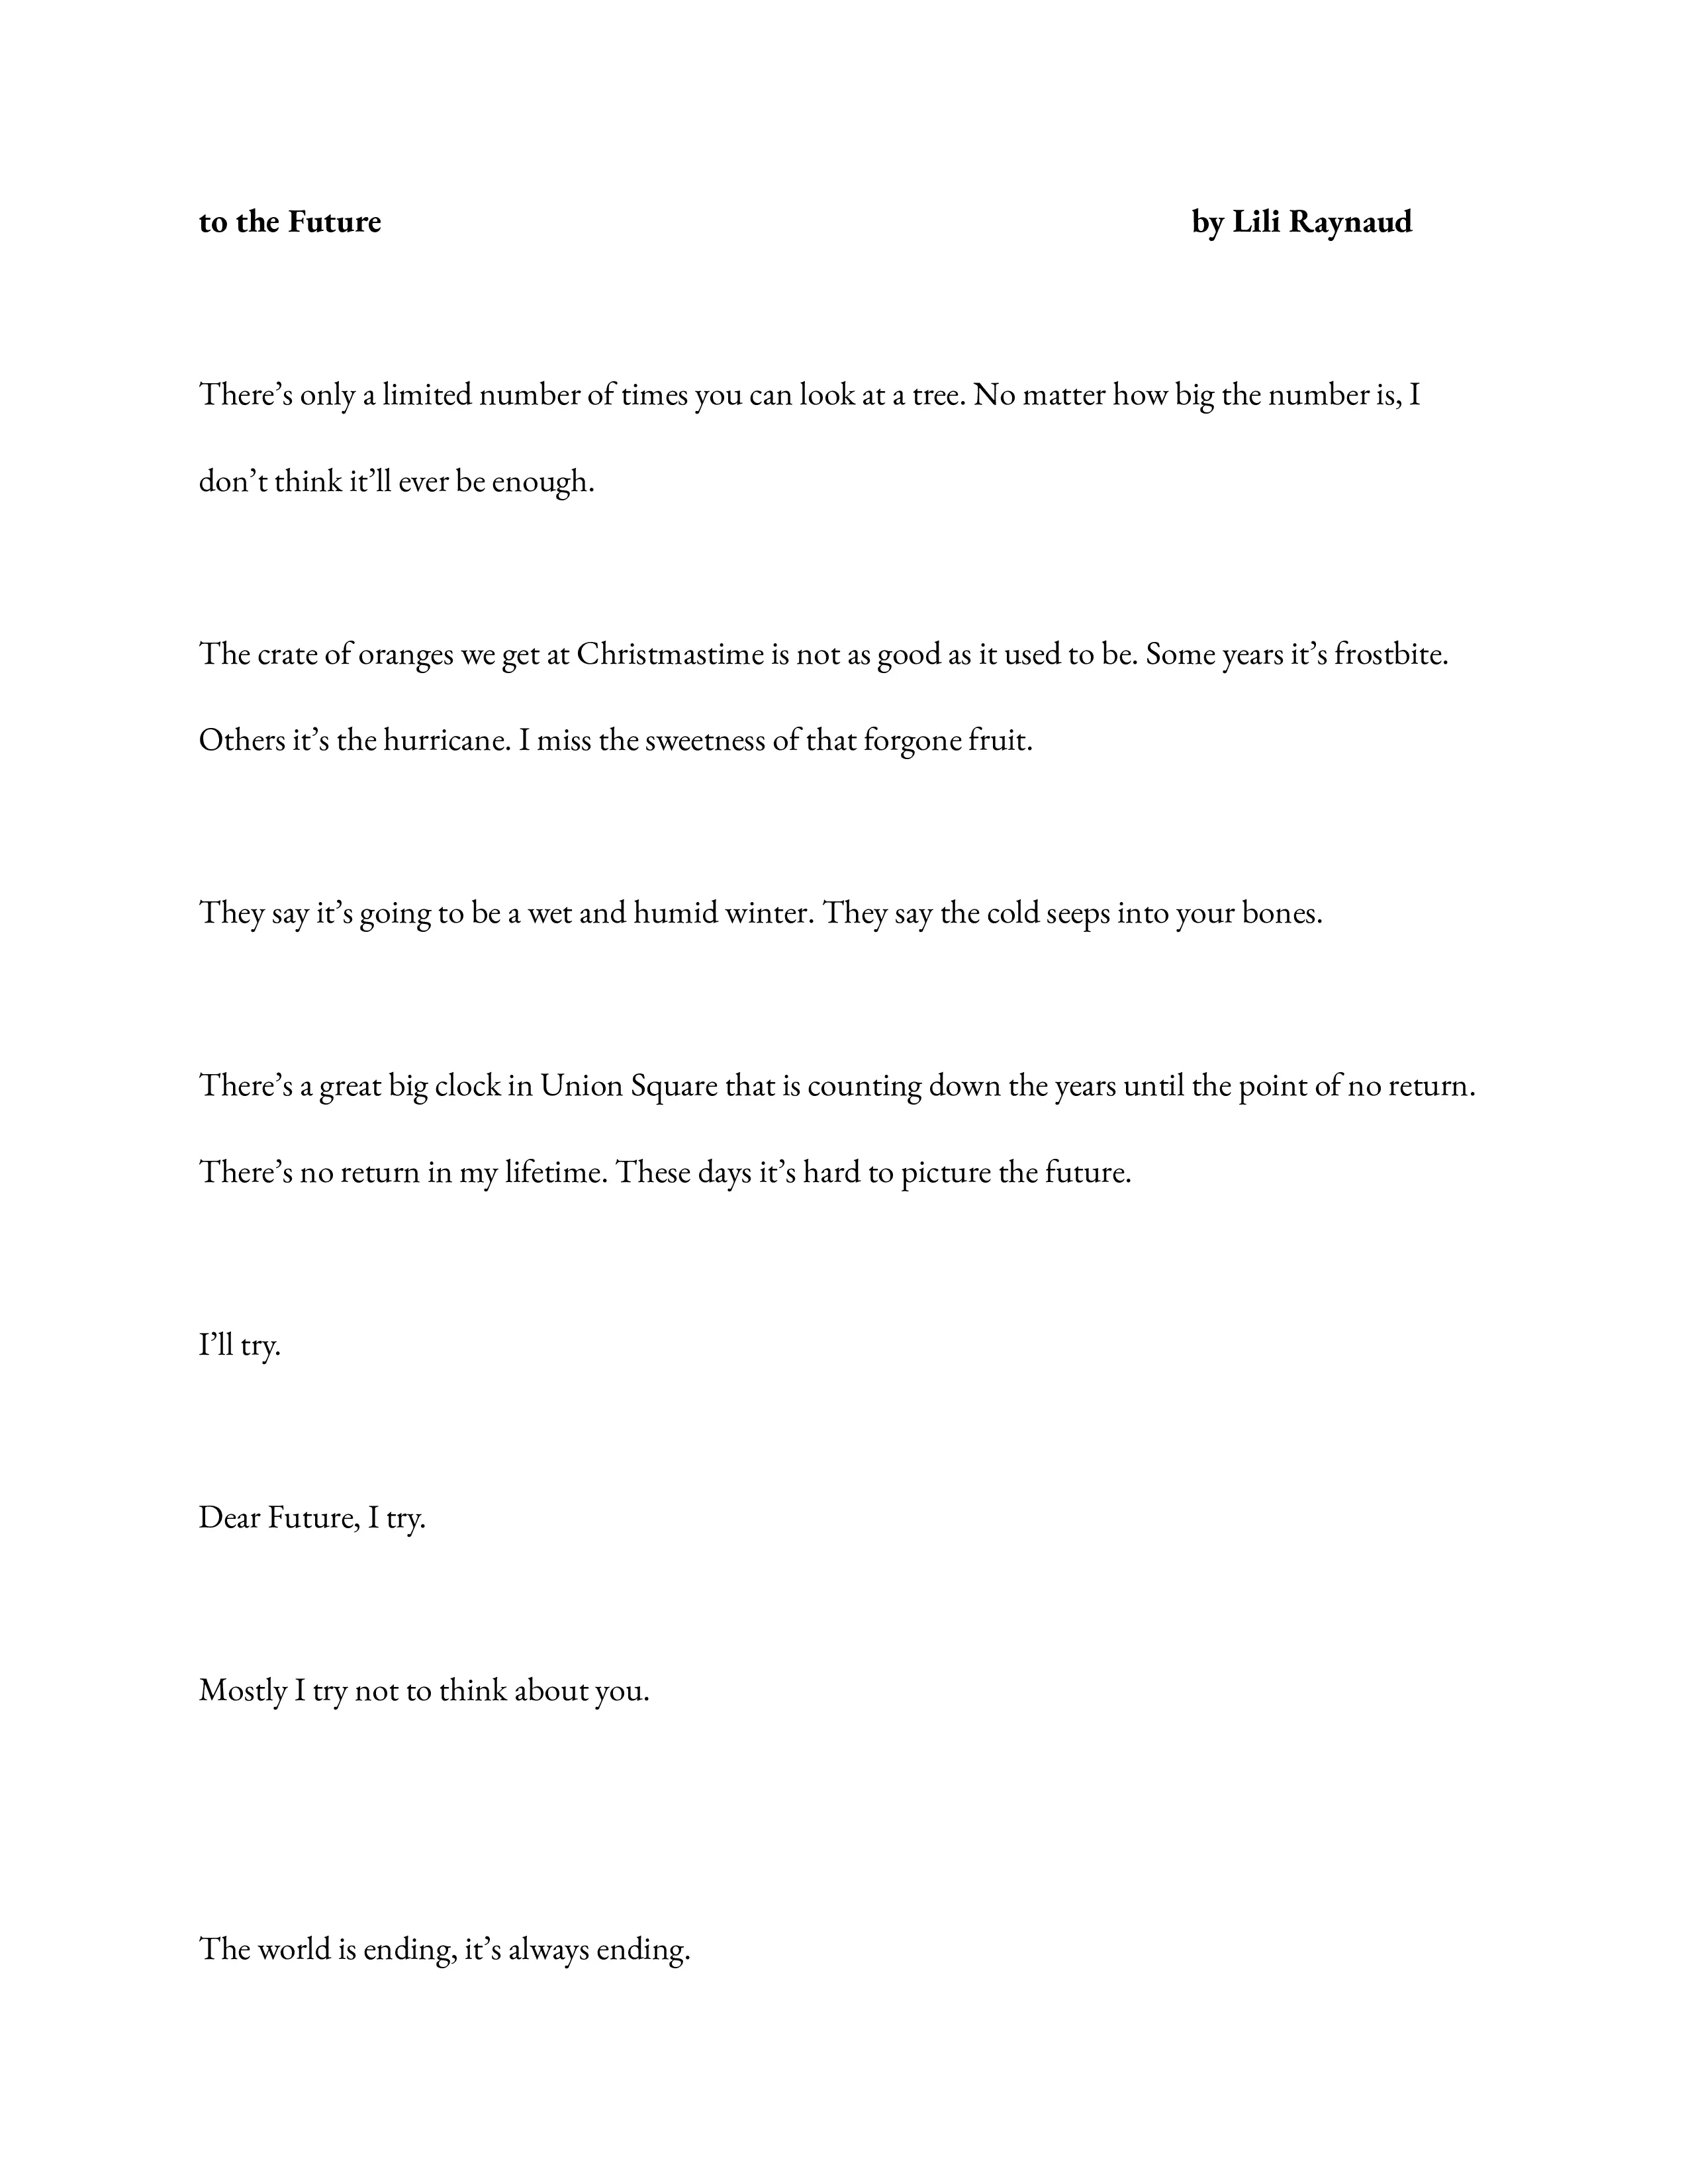 to the Future by Lili Raynaud
There’s only a limited number of times you can look at a tree. No matter how big the number is, I
don’t think it’ll ever be enough.
The crate of oranges we get at Christmastime is not as good as it used to be. Some years it’s frostbite.
Others it’s the hurricane. I miss the sweetness of that forgone fruit.
They say it’s going to be a wet and humid winter. They say the cold seeps into your bones.
There’s a great big clock in Union Square that is counting down the years until the point of no return.
There’s no return in my lifetime. These days it’s hard to picture the future.
I’ll try.
Dear Future, I try.
Mostly I try not to think about you.
The world is ending, it’s always ending.